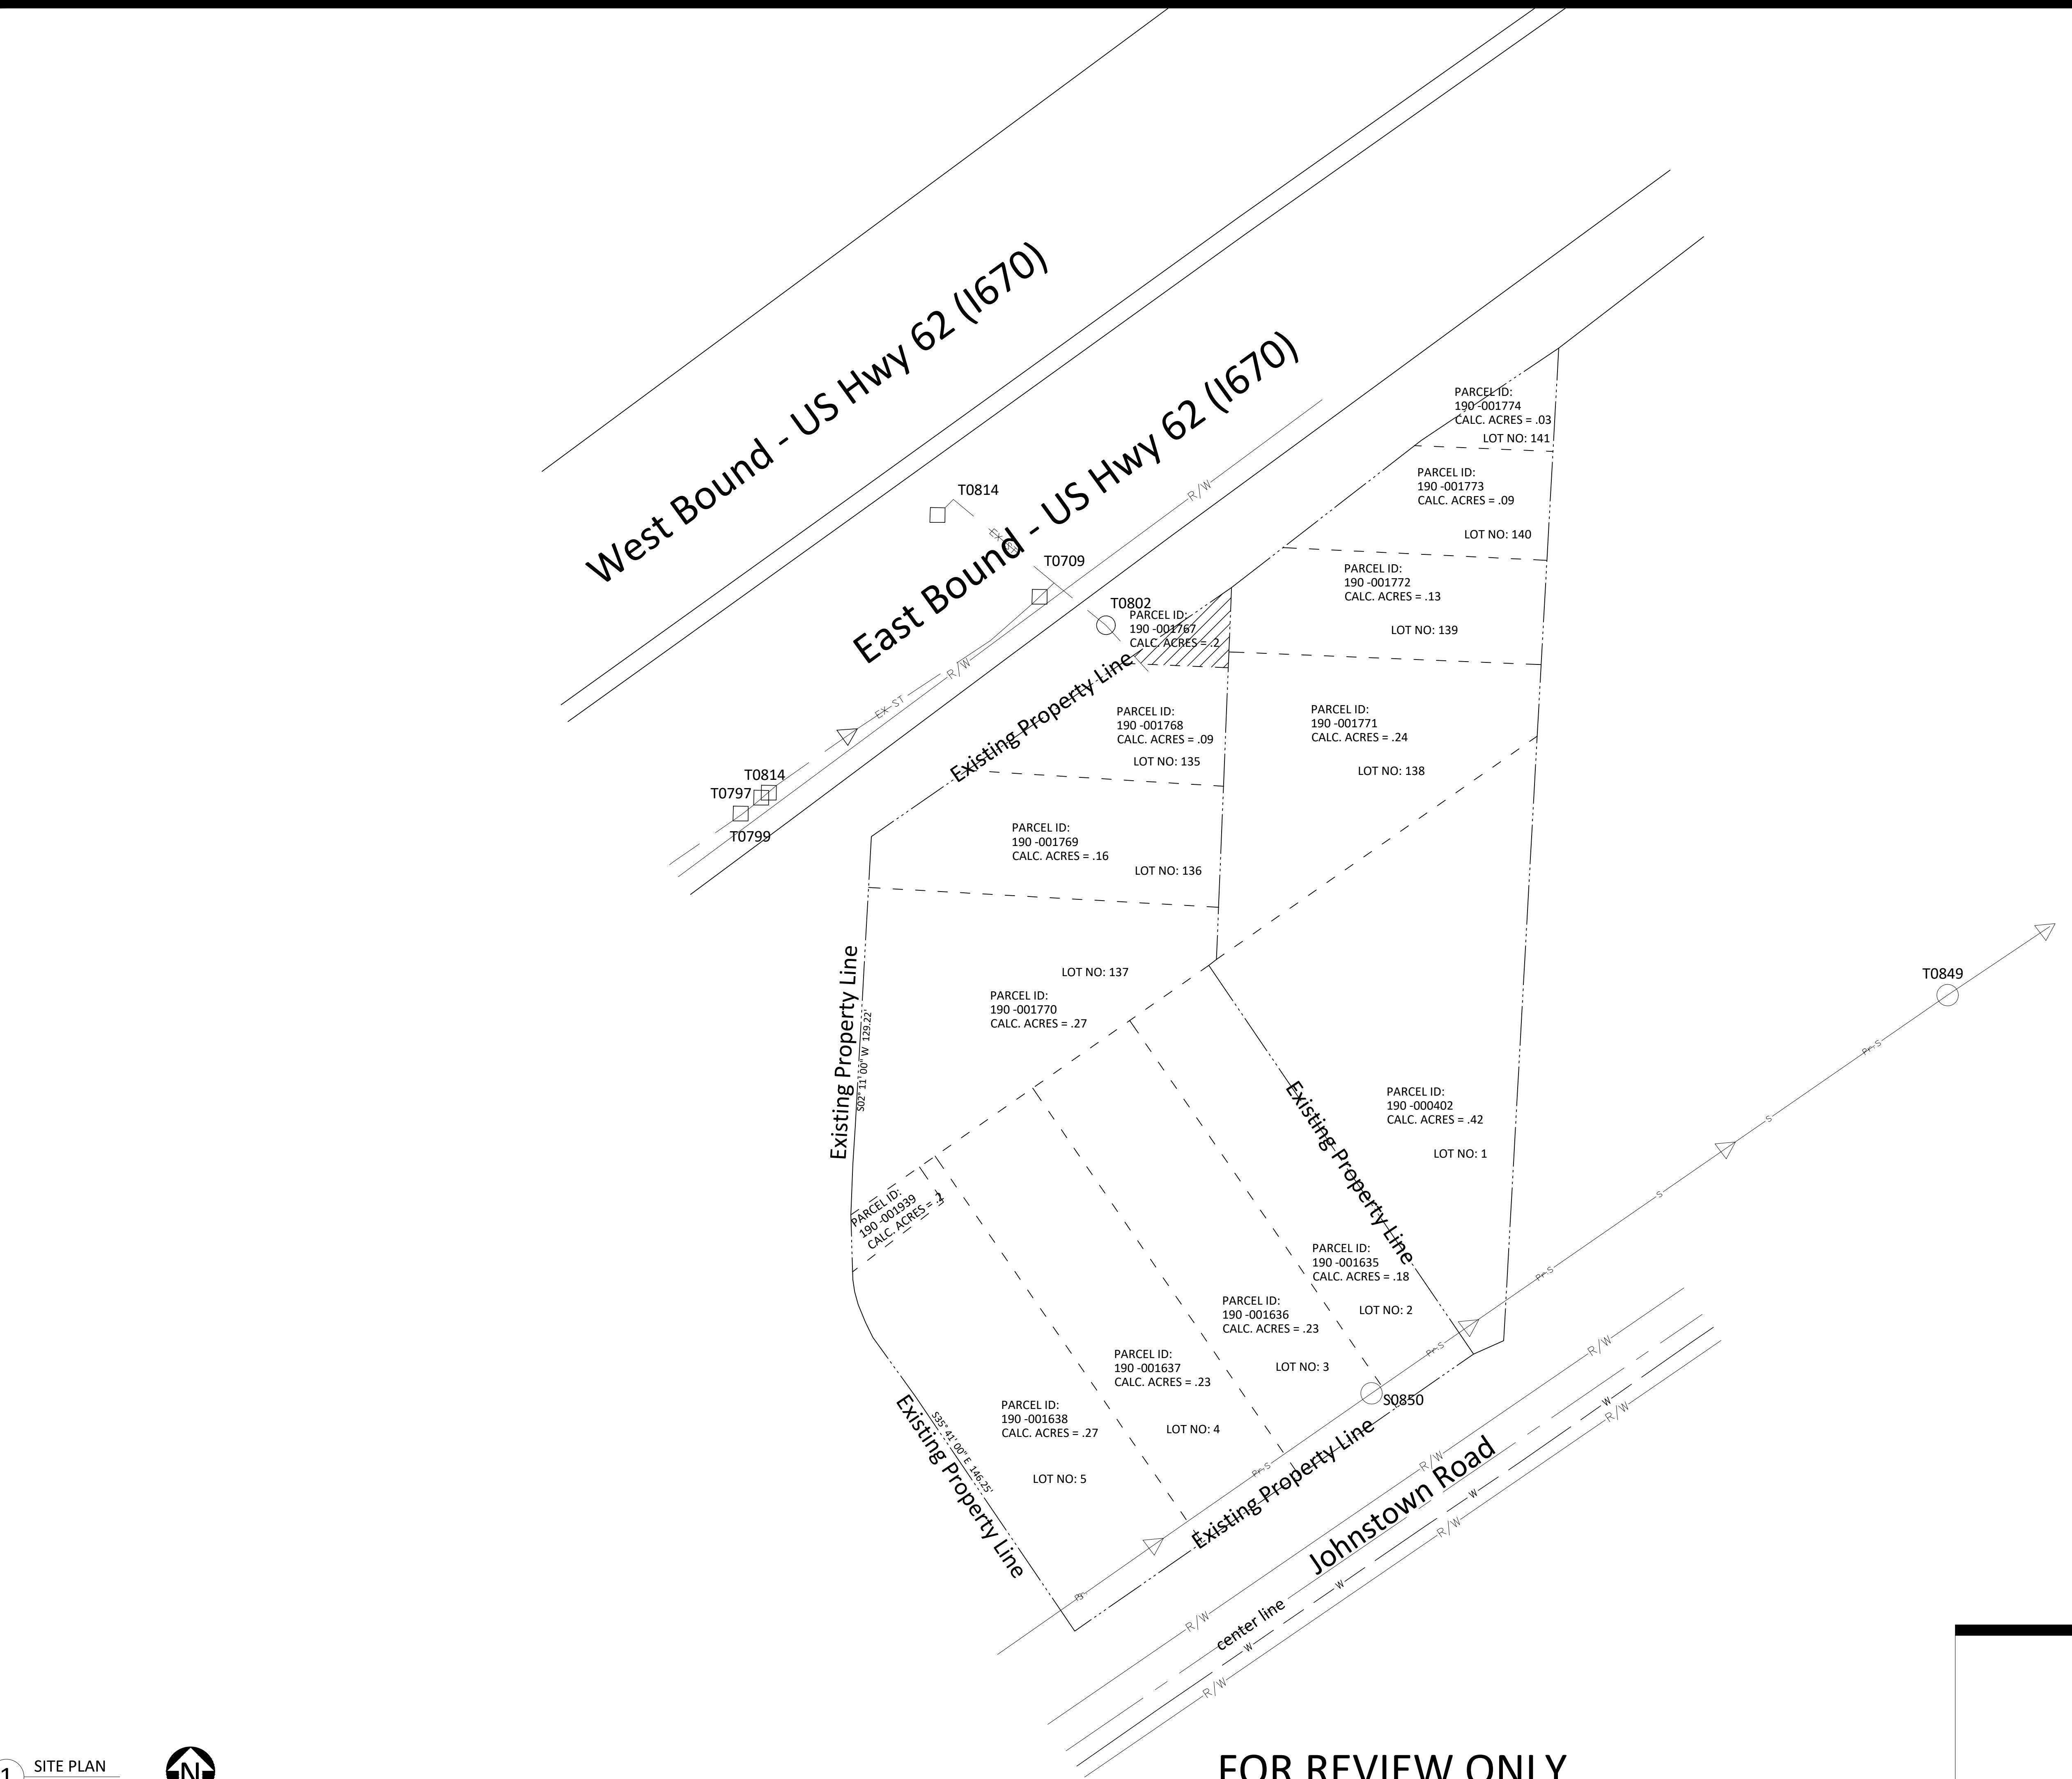 West Bound - US Hwy 62 (I670)
East Bound - US Hwy 62 (I670)
PARCEL ID:
190 -001774
CALC. ACRES = .03
LOT NO: 141
PARCEL ID:
190 -001773
CALC. ACRES = .09
LOT NO: 140
T0814
R/W
T0709
PARCEL ID:
190 -001772
CALC. ACRES = .13
LOT NO: 139
T0802
PARCEL ID:
190 -001767
CALC. ACRES = .2
R/W
EX-ST
Existing Property Line
PARCEL ID:
190 -001768
CALC. ACRES = .09
LOT NO: 135
PARCEL ID:
190 -001771
CALC. ACRES = .24
LOT NO: 138
T0814
T0797
T0799
PARCEL ID:
190 -001769
CALC. ACRES = .16
LOT NO: 136
LOT NO: 137
PARCEL ID:
190 -001770
CALC. ACRES = .27
Existing Property Line
S02° 11' 00" W 129.22'
T0849
Pr-S
S
S
Pr-S
Existing Property Line
PARCEL ID:
190 -000402
CALC. ACRES = .42
LOT NO: 1
PARCEL ID:
190 -001939
CALC. ACRES =
PARCEL ID:
190 -001635
CALC. ACRES = .18
LOT NO: 2
PARCEL ID:
190 -001636
CALC. ACRES = .23
LOT NO: 3
PARCEL ID:
190 -001637
CALC. ACRES = .23
LOT NO: 4
PARCEL ID:
190 -001638
CALC. ACRES = .27
LOT NO: 5
Pr-S
S0850
Pr-S
Existing Property Line
S35° 41' 00" E 146.25'
Existing Property Line
R/W
W
R/W
R/W
Johnstown Road
W
R/W
W
R/W
center line
W
R/W
1
SITE PLAN
N
FOR REVIEW ONLY